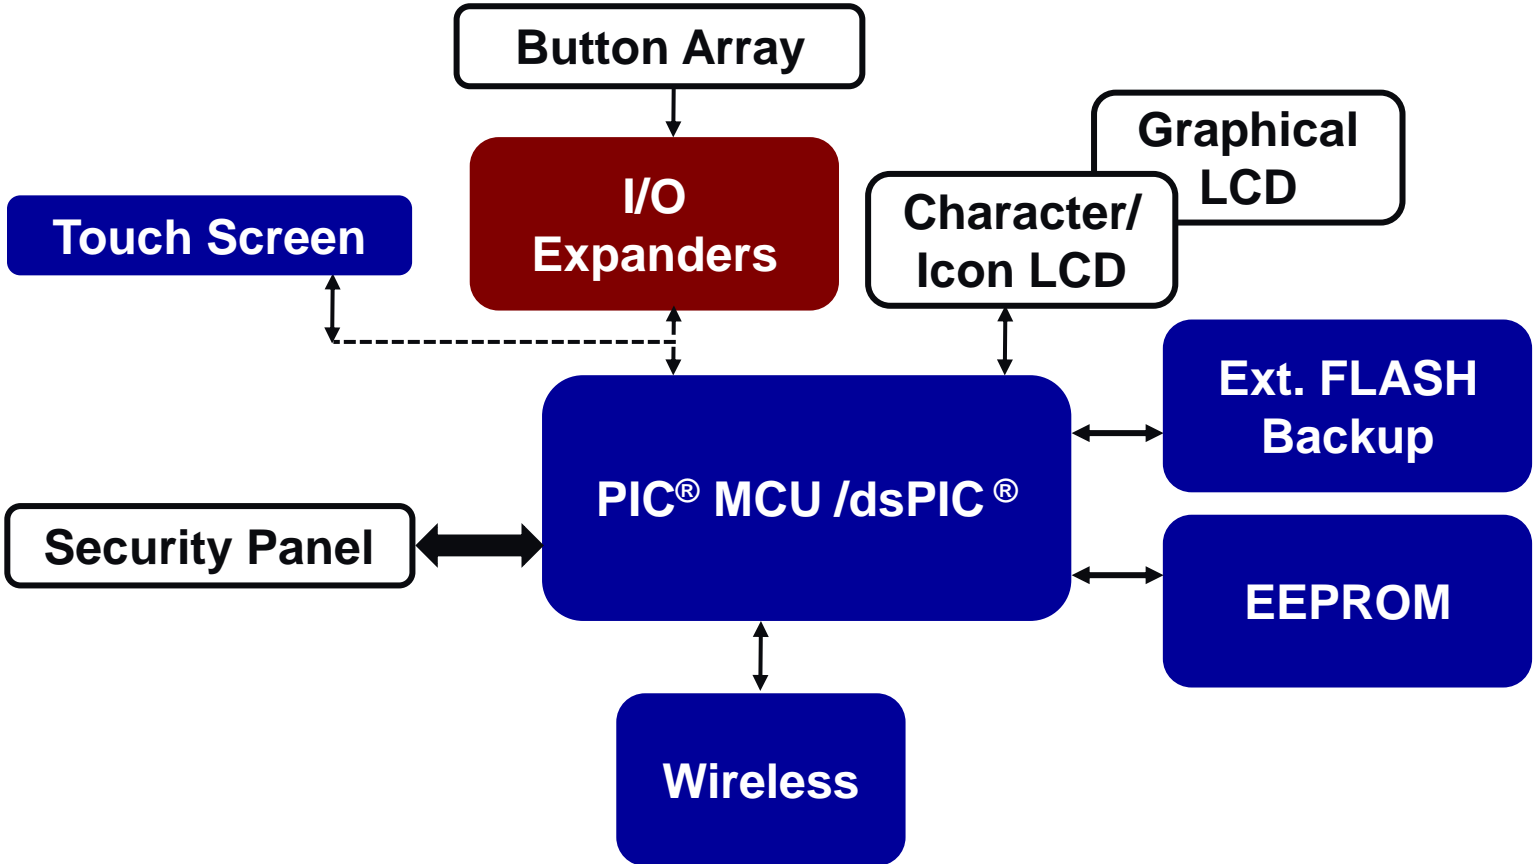 Button Array
Graphical
LCD
I/O
Expanders
Character/
Icon LCD
Touch Screen
Ext. FLASH
Backup
PIC® MCU /dsPIC ®
Security Panel
EEPROM
Wireless